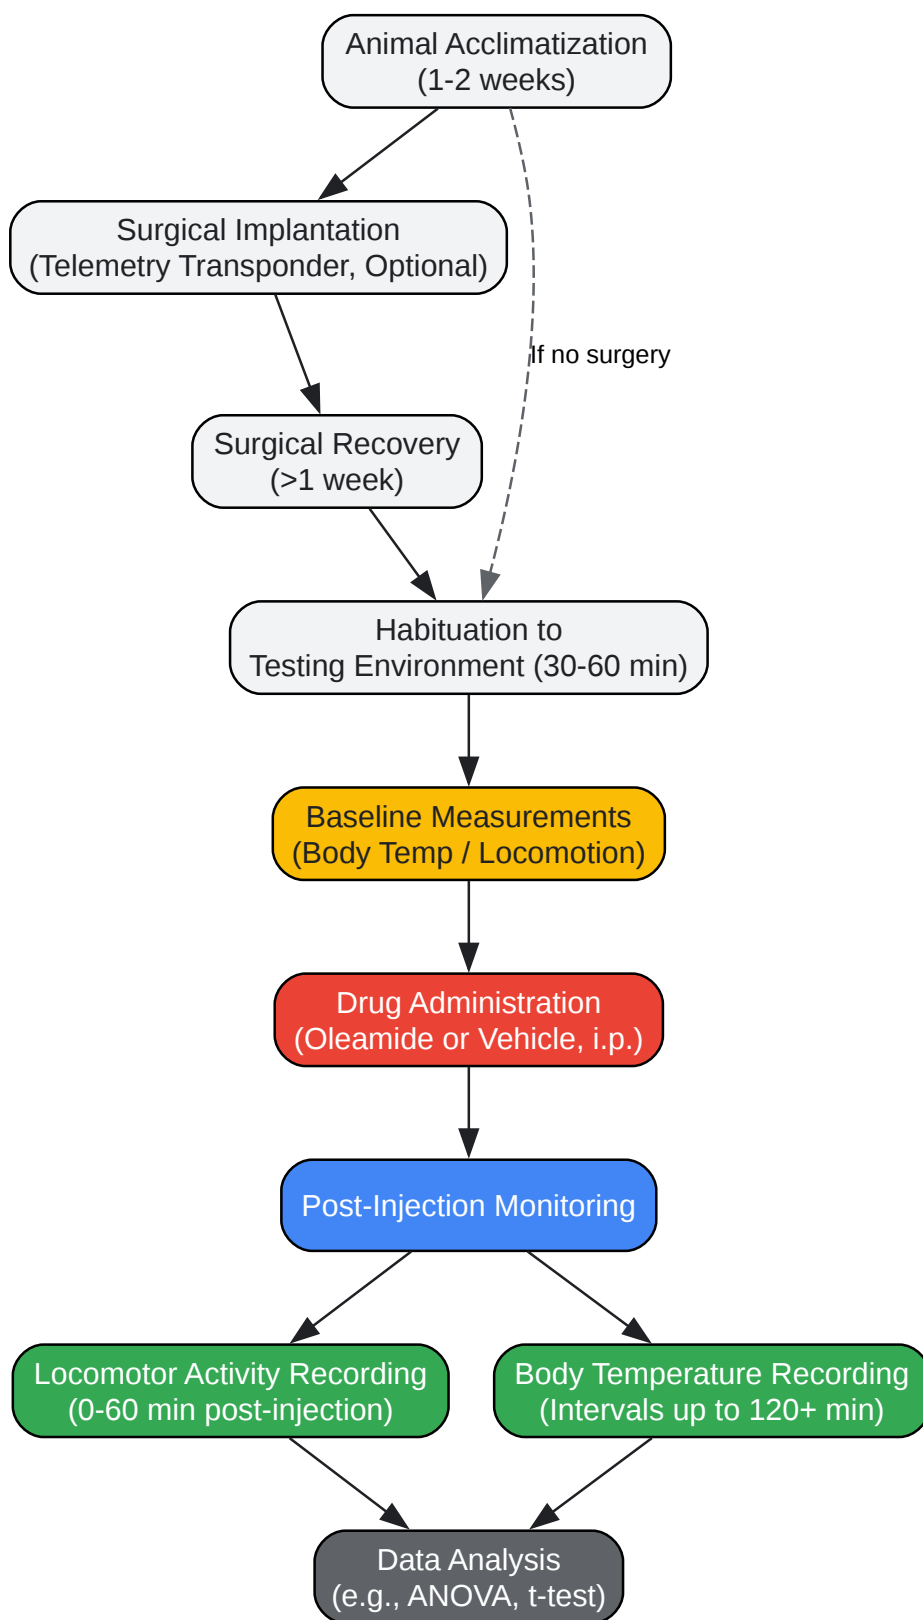 Animal Acclimatization
(1-2 weeks)
Surgical Implantation
(Telemetry Transponder, Optional)
If no surgery
Surgical Recovery
(>1 week)
Habituation to
Testing Environment (30-60 min)
Baseline Measurements
(Body Temp / Locomotion)
Drug Administration
(Oleamide or Vehicle, i.p.)
Post-Injection Monitoring
Locomotor Activity Recording
(0-60 min post-injection)
Body Temperature Recording
(Intervals up to 120+ min)
Data Analysis
(e.g., ANOVA, t-test)